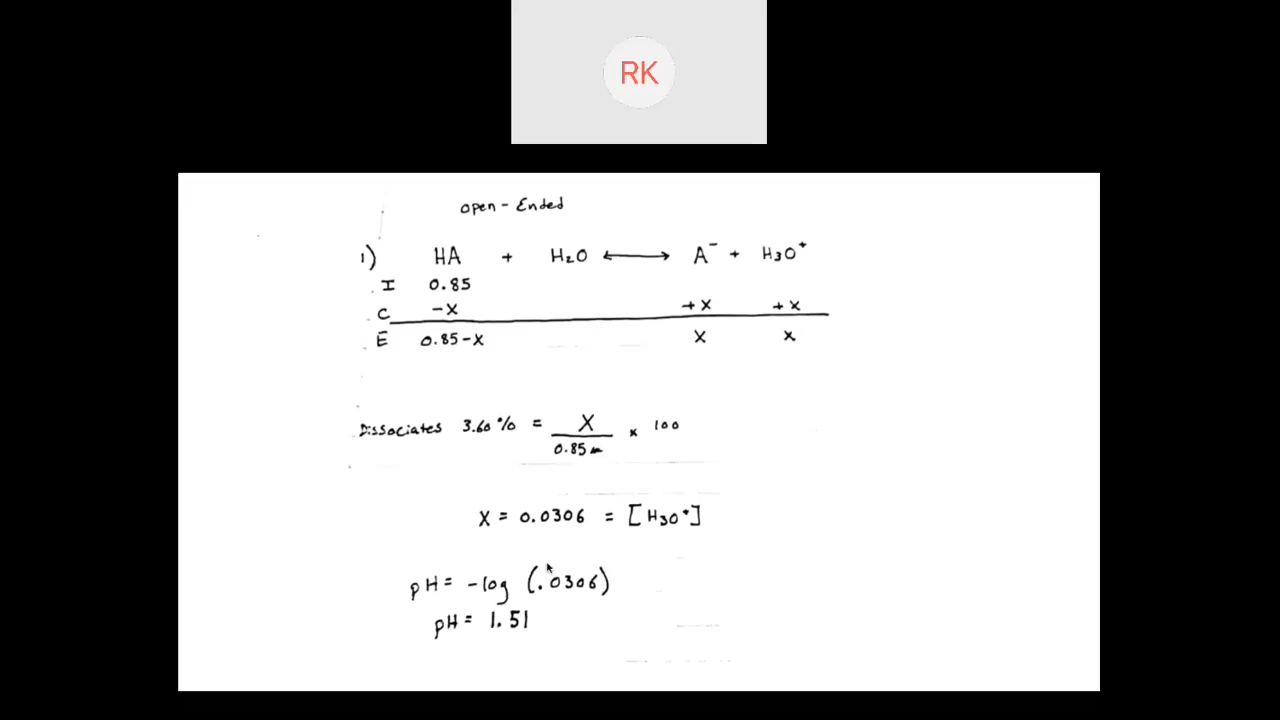 RK
Open-Ended
1) HA + H₂O ⟷ A⁻ + H₃O⁺
I 0.85
C -X +X +X
E 0.85-X X X
Dissociates 3.60% = X / 0.85m × 100
X = 0.0306 = [H₃O⁺]
pH = -log (.0306)
pH = 1.51